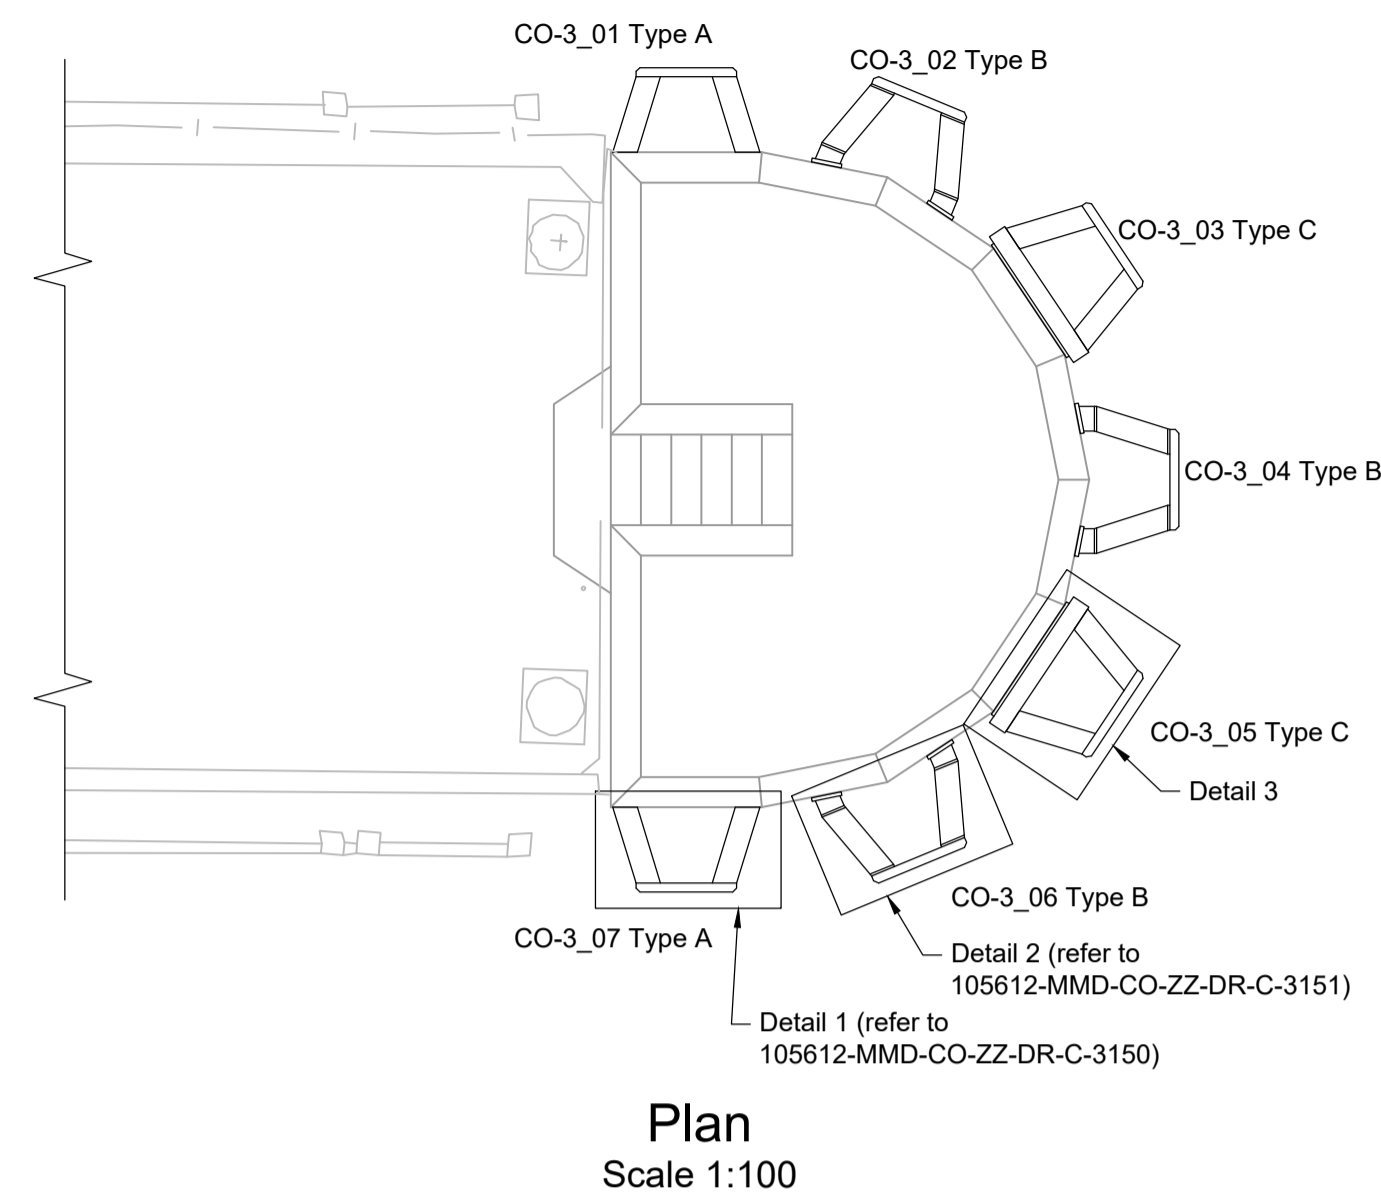 CO-3_01 Type A
CO-3_02 Type B
CO-3_03 Type C
CO-3_04 Type B
CO-3_05 Type C
Detail 3
CO-3_06 Type B
Detail 2 (refer to
105612-MMD-CO-ZZ-DR-C-3151)
CO-3_07 Type A
Detail 1 (refer to
105612-MMD-CO-ZZ-DR-C-3150)
Plan
Scale 1:100